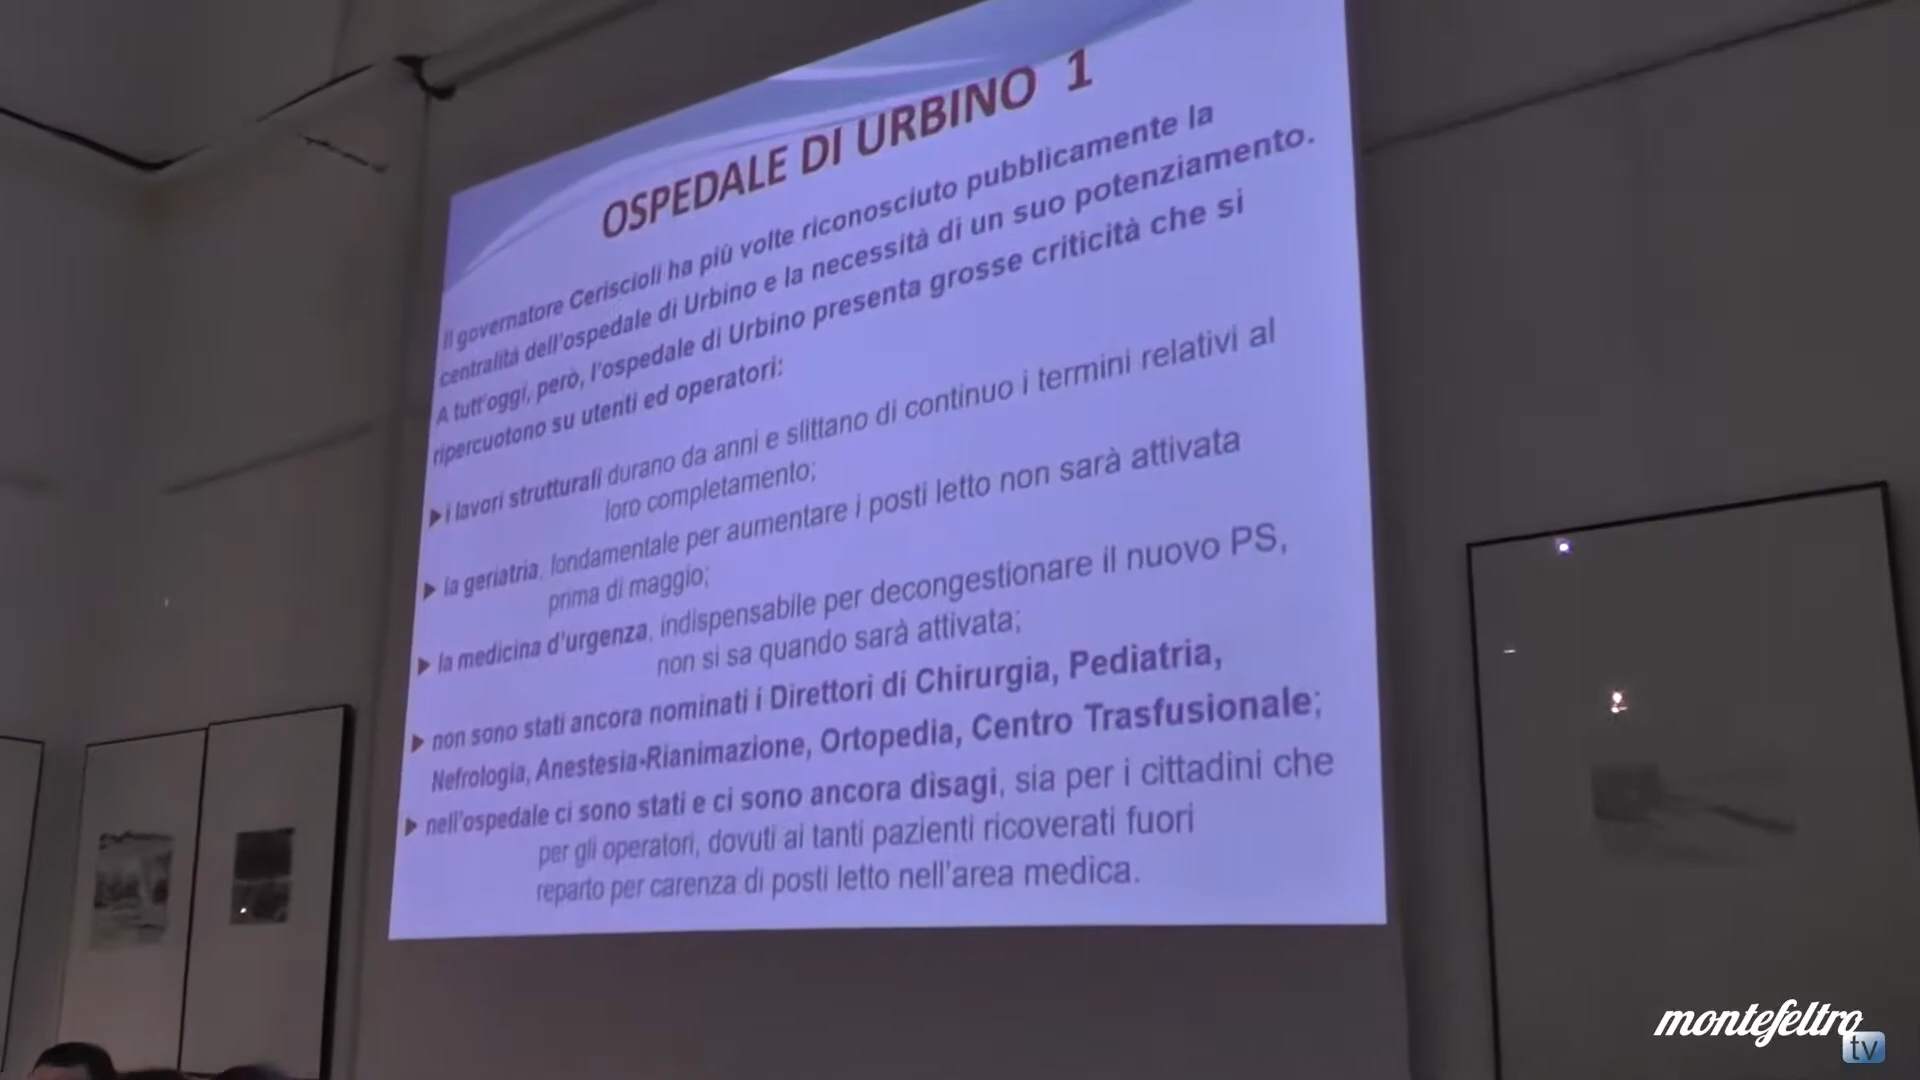 OSPEDALE DI URBINO 1
Il governatore Ceriscioli ha più volte riconosciuto pubblicamente la
centralità dell'ospedale di Urbino e la necessità di un suo potenziamento.
A tutt'oggi, però, l'ospedale di Urbino presenta grosse criticità che si
ripercuotono su utenti ed operatori:
i lavori strutturali durano da anni e slittano di continuo i termini relativi al
loro completamento;
la geriatria, fondamentale per aumentare i posti letto non sarà attivata
prima di maggio;
la medicina d'urgenza, indispensabile per decongestionare il nuovo PS,
non si sa quando sarà attivata;
non sono stati ancora nominati i Direttori di Chirurgia, Pediatria,
Nefrologia, Anestesia-Rianimazione, Ortopedia, Centro Trasfusionale;
nell'ospedale ci sono stati e ci sono ancora disagi, sia per i cittadini che
per gli operatori, dovuti ai tanti pazienti ricoverati fuori
reparto per carenza di posti letto nell'area medica.
montefeltro
tv